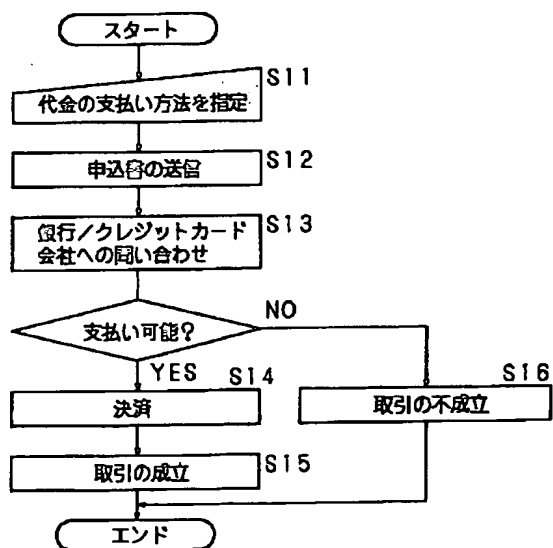 スタート
S11
代金の支払い方法を指定
S12
申込書の送信
S13
銀行/クレジットカード
会社への問い合わせ
支払い可能?
NO
YES
S14
決済
S16
取引の不成立
S15
取引の成立
エンド